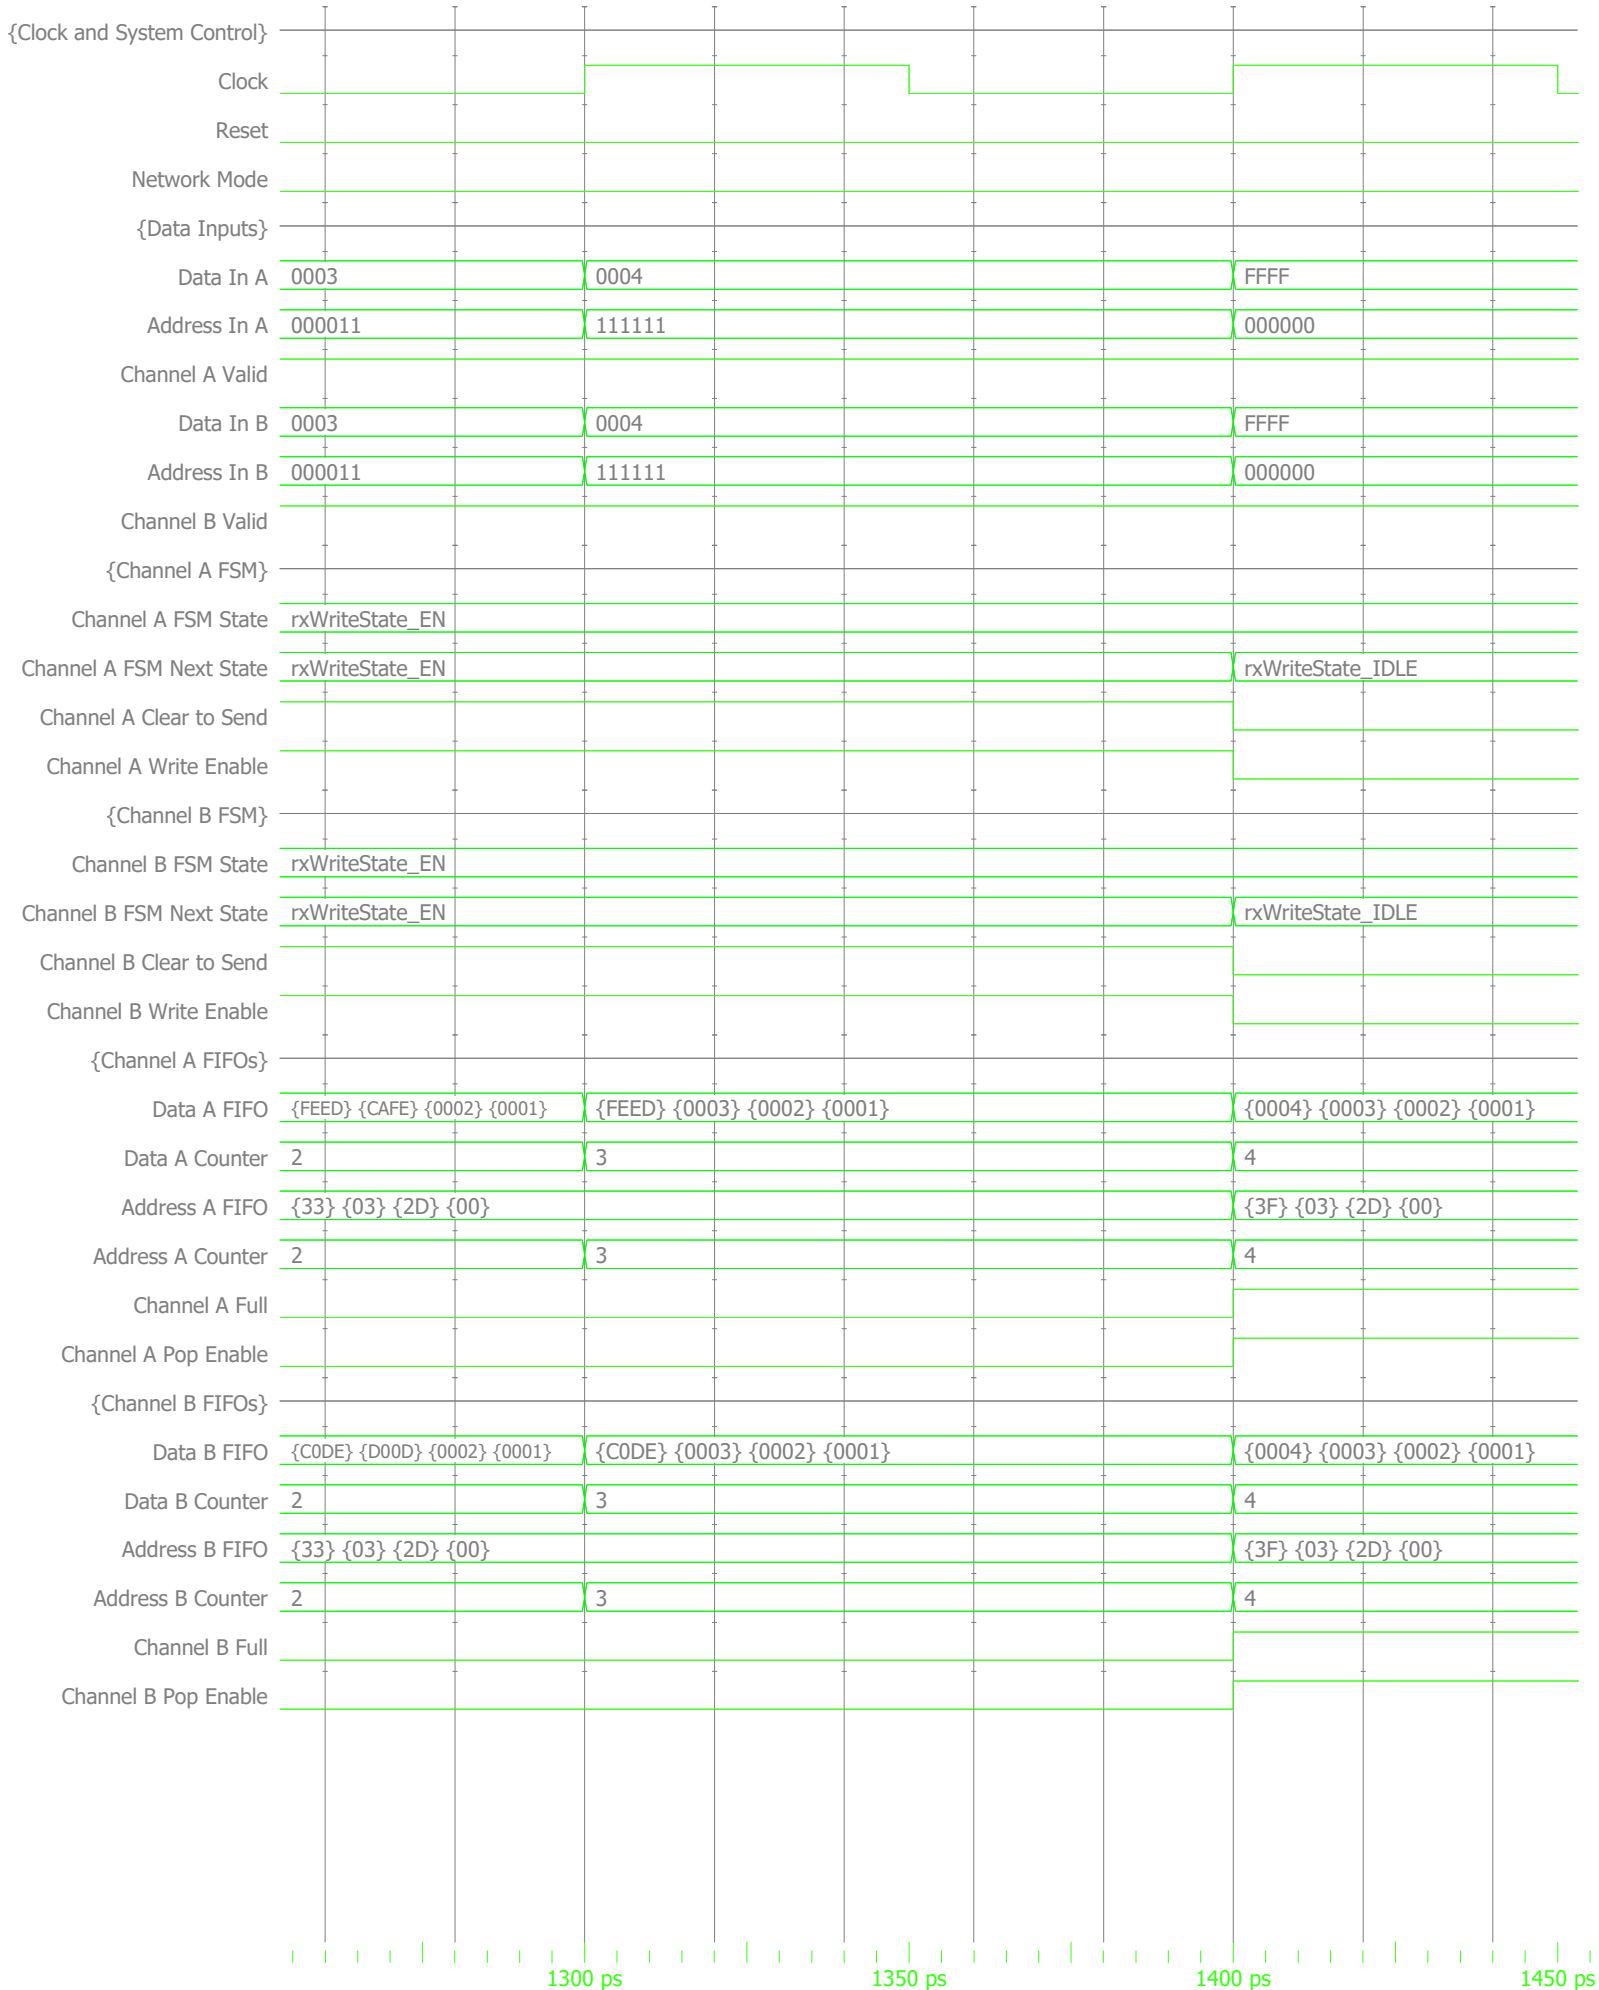 {Clock and System Control}
Clock
Reset
Network Mode
{Data Inputs}
Data In A 0003 0004 FFFF
Address In A 000011 111111 000000
Channel A Valid
Data In B 0003 0004 FFFF
Address In B 000011 111111 000000
Channel B Valid
{Channel A FSM}
Channel A FSM State rxWriteState_EN
Channel A FSM Next State rxWriteState_EN rxWriteState_IDLE
Channel A Clear to Send
Channel A Write Enable
{Channel B FSM}
Channel B FSM State rxWriteState_EN
Channel B FSM Next State rxWriteState_EN rxWriteState_IDLE
Channel B Clear to Send
Channel B Write Enable
{Channel A FIFOs}
Data A FIFO {FEED} {CAFE} {0002} {0001} {FEED} {0003} {0002} {0001} {0004} {0003} {0002} {0001}
Data A Counter 2 3 4
Address A FIFO {33} {03} {2D} {00} {3F} {03} {2D} {00}
Address A Counter 2 3 4
Channel A Full
Channel A Pop Enable
{Channel B FIFOs}
Data B FIFO {C0DE} {D00D} {0002} {0001} {C0DE} {0003} {0002} {0001} {0004} {0003} {0002} {0001}
Data B Counter 2 3 4
Address B FIFO {33} {03} {2D} {00} {3F} {03} {2D} {00}
Address B Counter 2 3 4
Channel B Full
Channel B Pop Enable
1300 ps 1350 ps 1400 ps 1450 ps